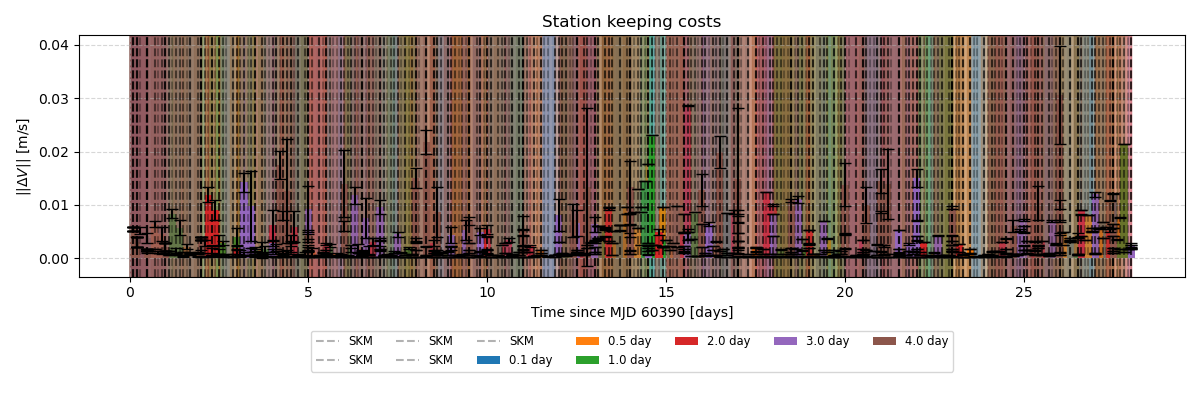 Station keeping costs
0.04
0.03
0.02
0.01
0.00
||ΔV|| [m/s]
0 5 10 15 20 25
Time since MJD 60390 [days]
SKM SKM SKM 0.5 day 2.0 day 3.0 day 4.0 day
SKM SKM 0.1 day 1.0 day